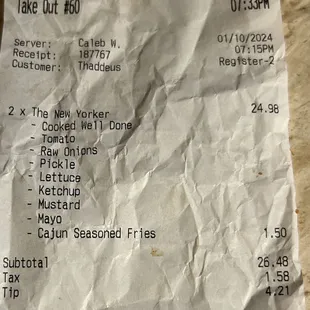 Take Out #60 07:33PM
Server: Caleb W. 01/10/2024
Receipt: 187767 07:15PM
Customer: Thaddeus Register-2
2 x The New Yorker 24.98
- Cooked Well Done
- Tomato
- Raw Onions
- Pickle
- Lettuce
- Ketchup
- Mustard
- Mayo
- Cajun Seasoned Fries 1.50
Subtotal 26.48
Tax 1.58
Tip 4.21